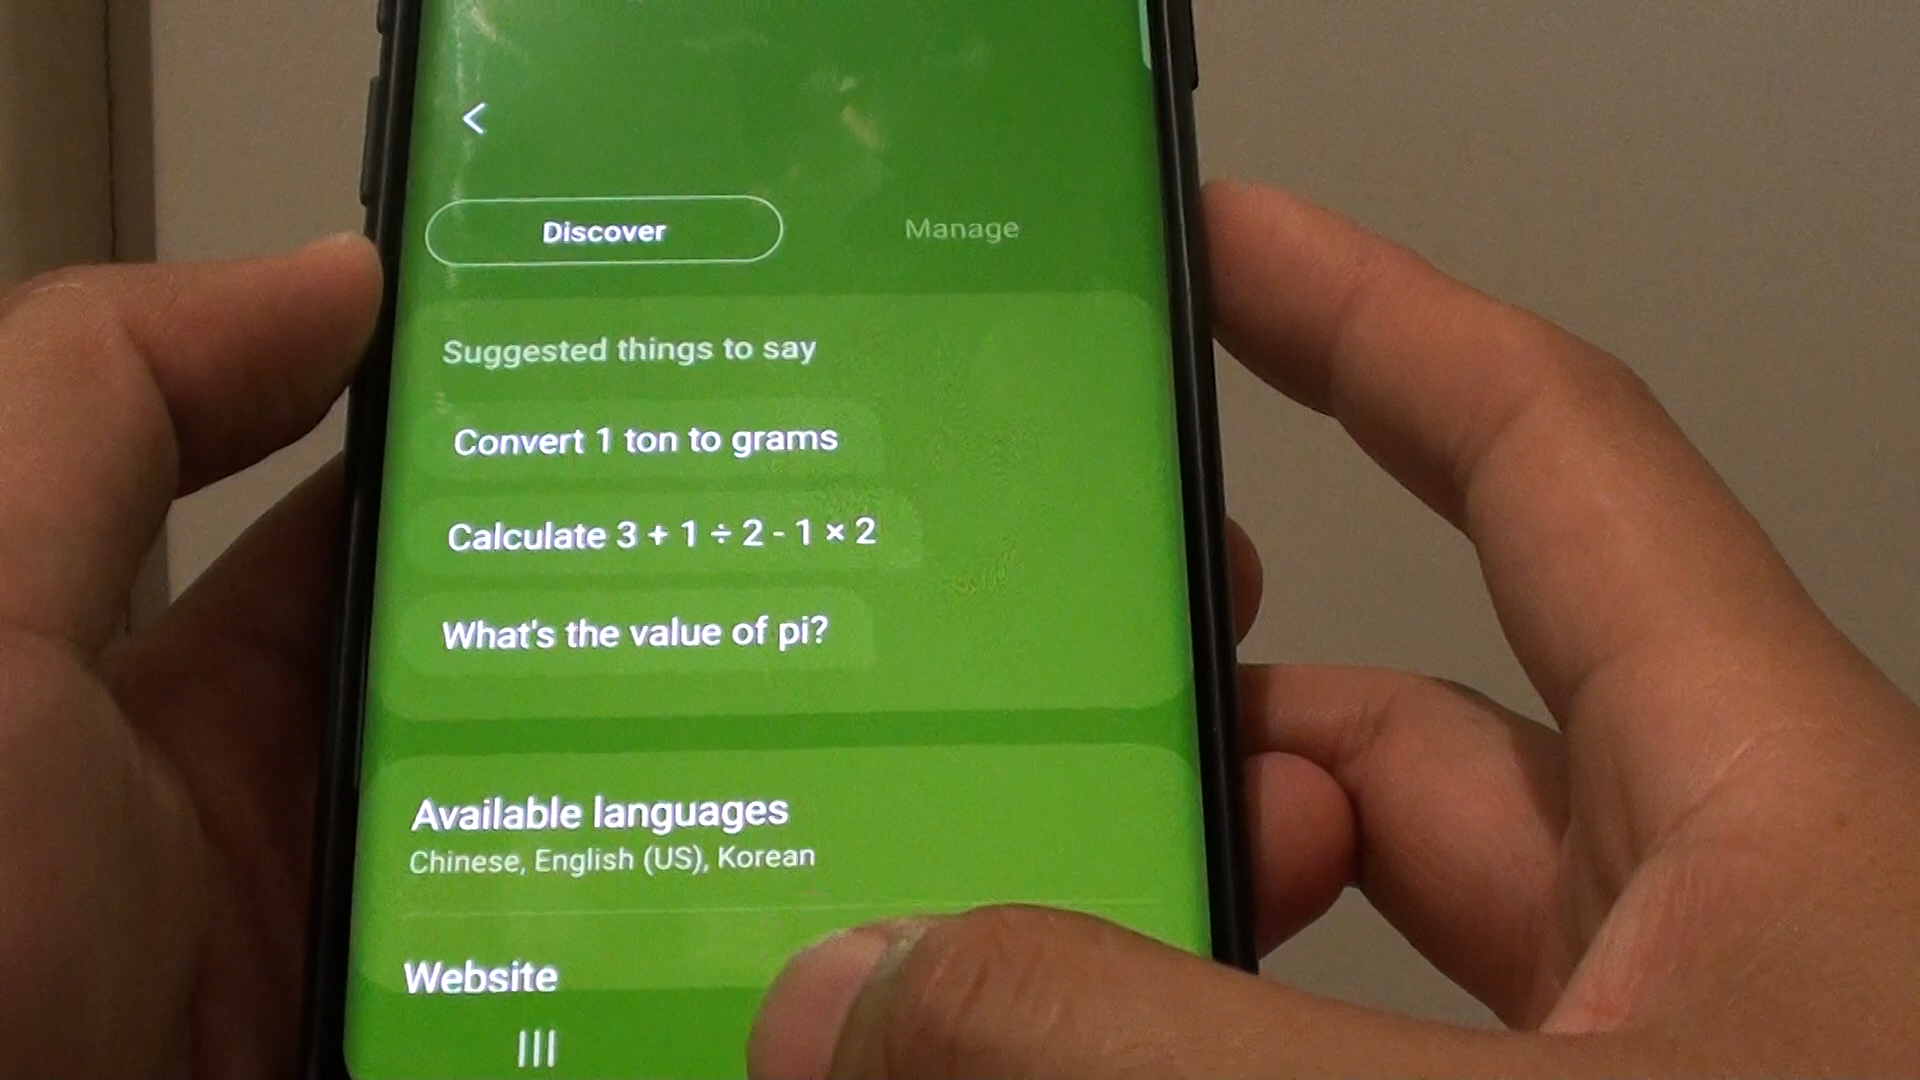 Discover
Manage
Suggested things to say
Convert 1 ton to grams
Calculate 3 + 1 ÷ 2 - 1 × 2
What's the value of pi?
Available languages
Chinese, English (US), Korean
Website